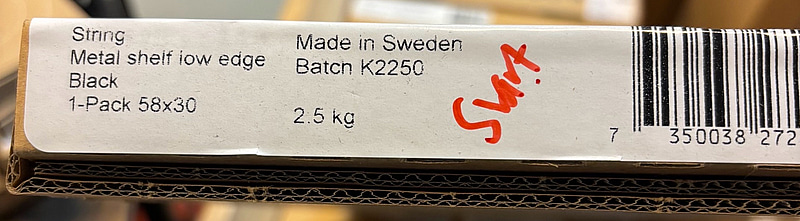 String
Metal shelf low edge
Black
1-Pack 58x30
Made in Sweden
Batch K2250
2.5 kg
Svart
7 350038 272